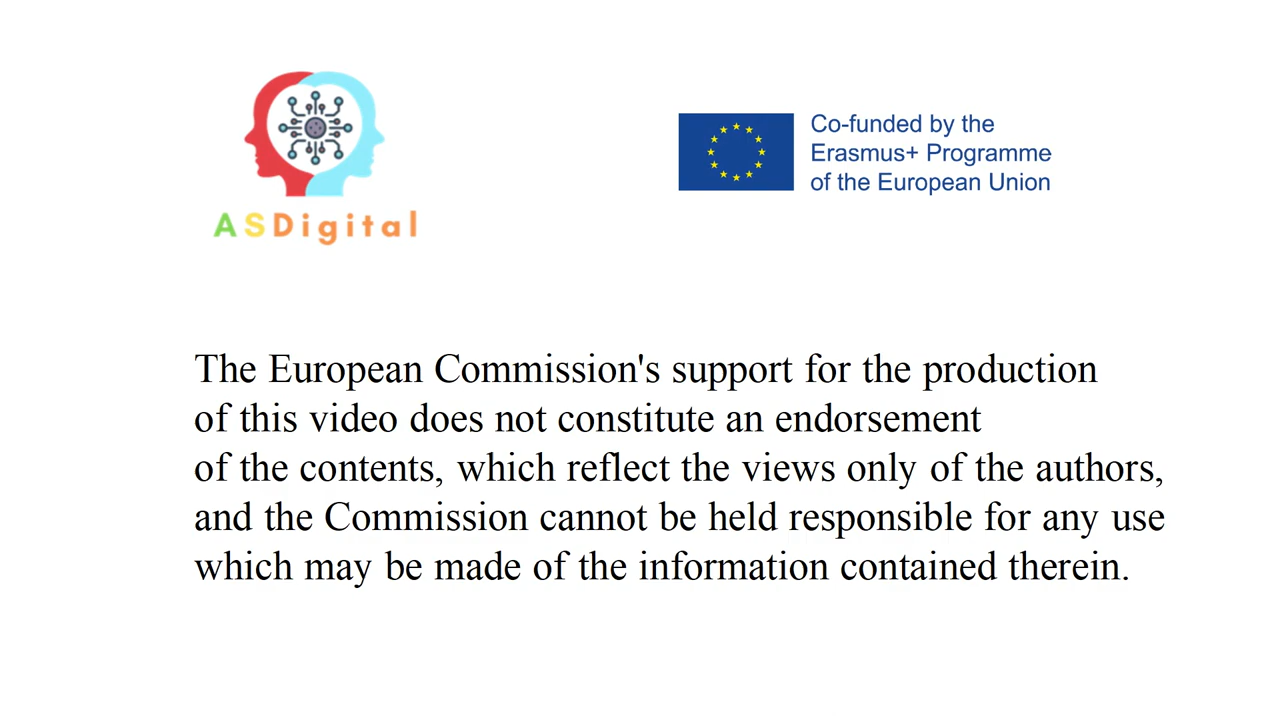 ASDigital
Co-funded by the
Erasmus+ Programme
of the European Union
The European Commission's support for the production
of this video does not constitute an endorsement
of the contents, which reflect the views only of the authors,
and the Commission cannot be held responsible for any use
which may be made of the information contained therein.